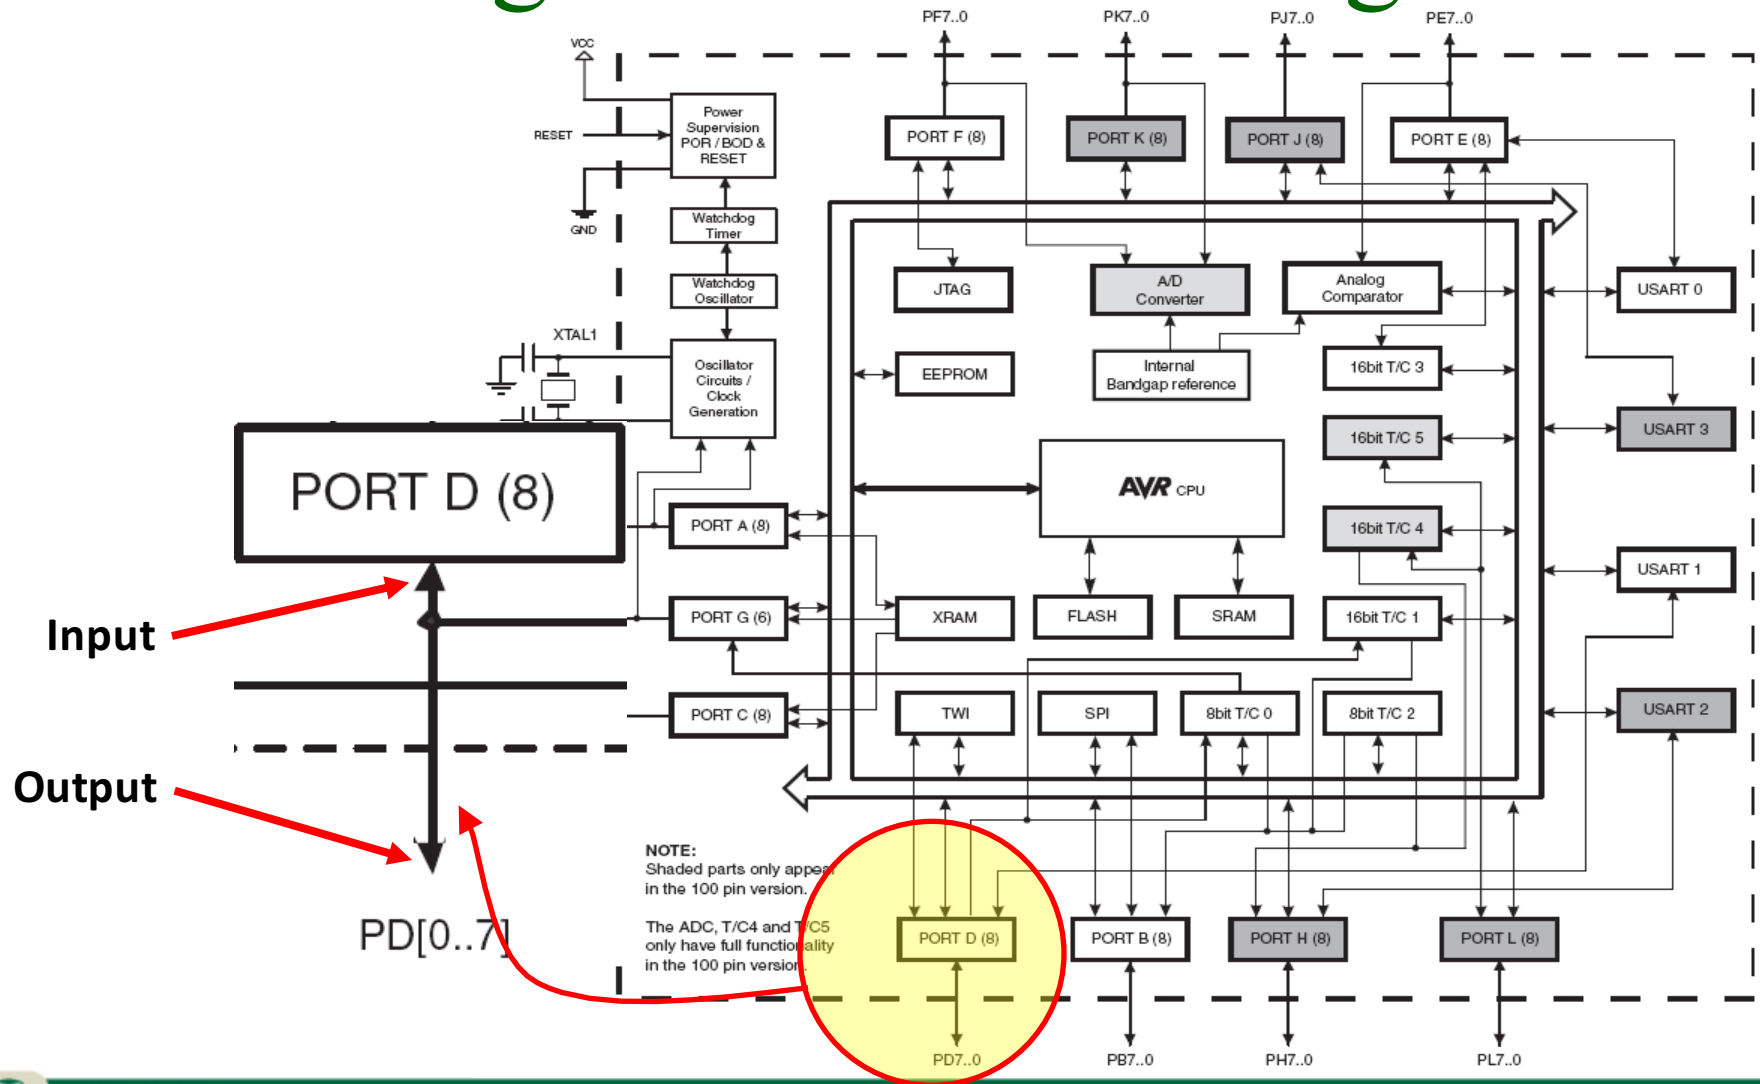 PF7..0
PK7..0
PJ7..0
PE7..0
VCC
RESET
GND
Power
Supervision
POR / BOD &
RESET
Watchdog
Timer
Watchdog
Oscillator
XTAL1
Oscillator
Circuits /
Clock
Generation
PORT F (8)
PORT K (8)
PORT J (8)
PORT E (8)
JTAG
A/D
Converter
Analog
Comparator
USART 0
EEPROM
Internal
Bandgap reference
16bit T/C 3
16bit T/C 5
USART 3
AVR CPU
16bit T/C 4
USART 1
PORT D (8)
PORT A (8)
PORT G (6)
XRAM
FLASH
SRAM
16bit T/C 1
Input
PORT C (8)
TWI
SPI
8bit T/C 0
8bit T/C 2
USART 2
Output
PD[0..7]
NOTE:
Shaded parts only appear
in the 100 pin version.
The ADC, T/C4 and T/C5
only have full functionality
in the 100 pin version.
PORT D (8)
PORT B (8)
PORT H (8)
PORT L (8)
PD7..0
PB7..0
PH7..0
PL7..0